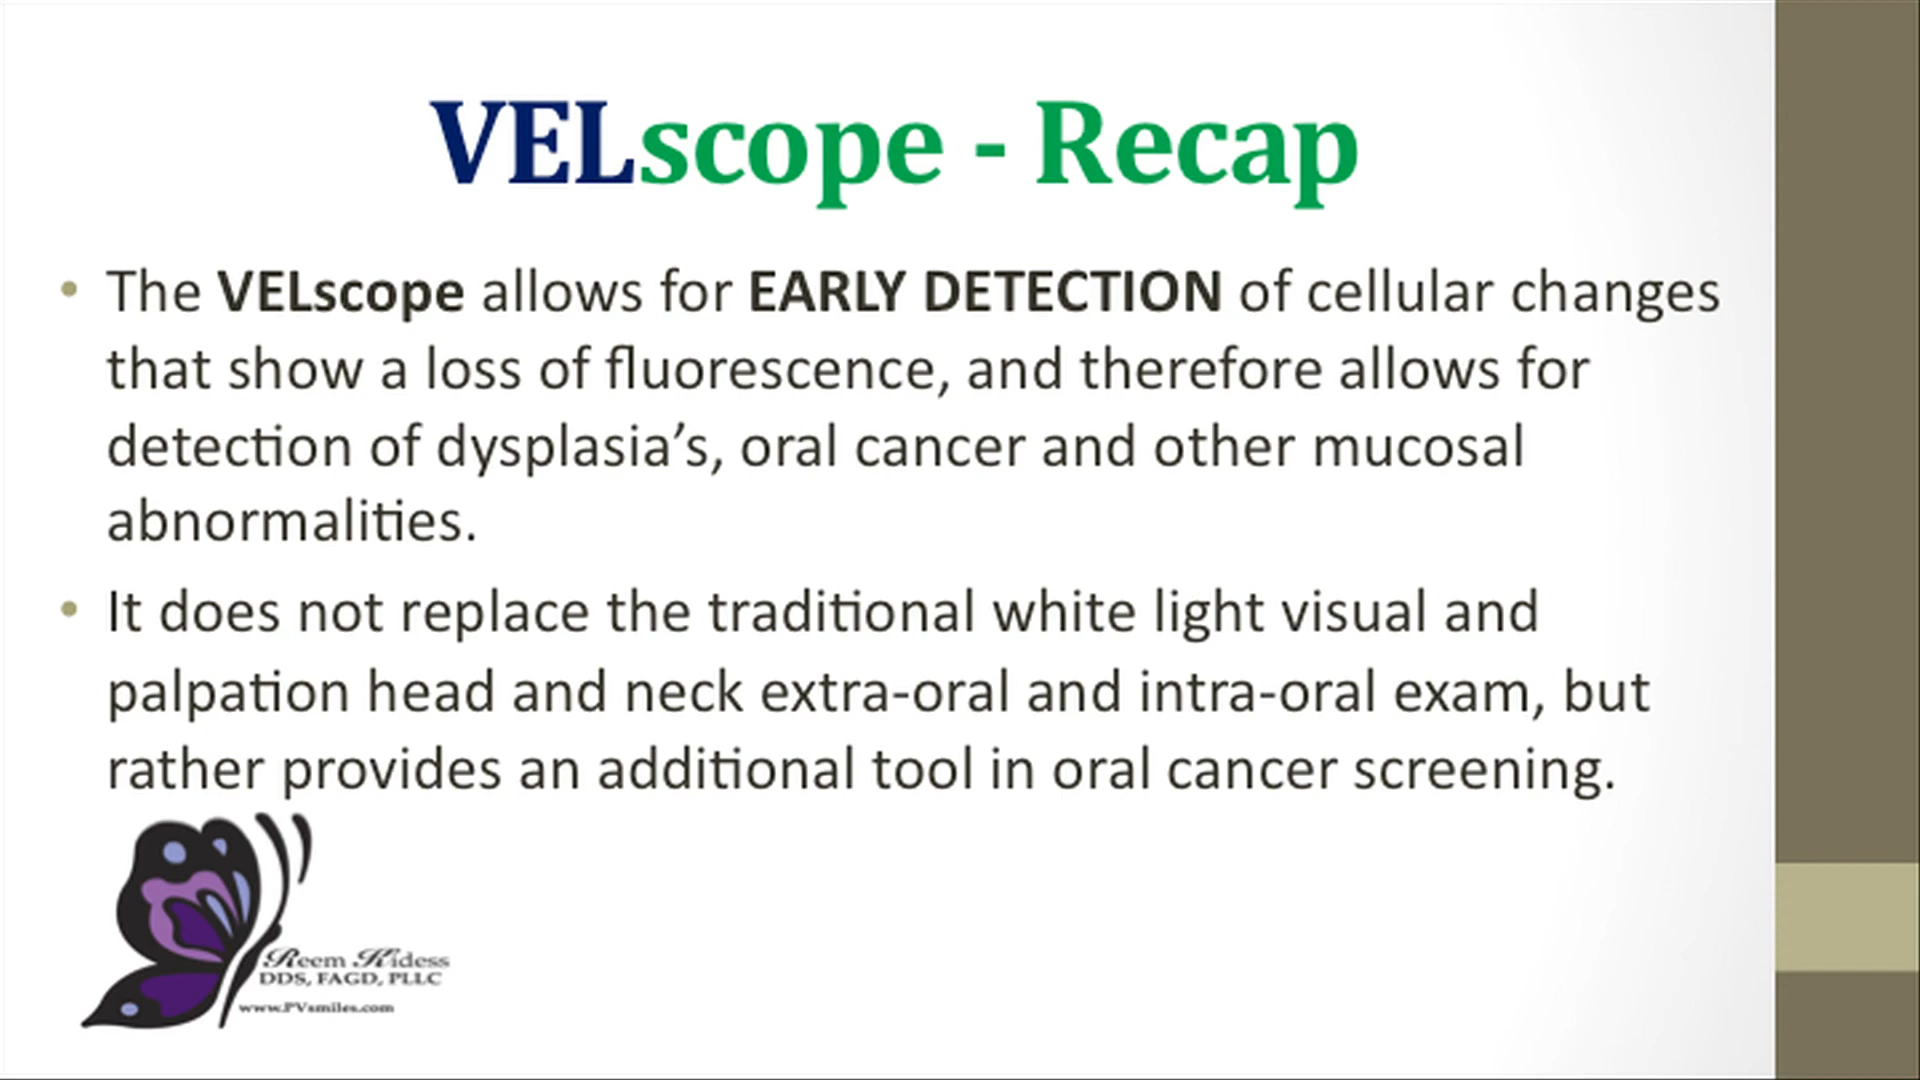 VELscope - Recap
• The VELscope allows for EARLY DETECTION of cellular changes
that show a loss of fluorescence, and therefore allows for
detection of dysplasia’s, oral cancer and other mucosal
abnormalities.
• It does not replace the traditional white light visual and
palpation head and neck extra-oral and intra-oral exam, but
rather provides an additional tool in oral cancer screening.
Reem Kidess
DDS, FAGD, PLLC
www.PVsmiles.com